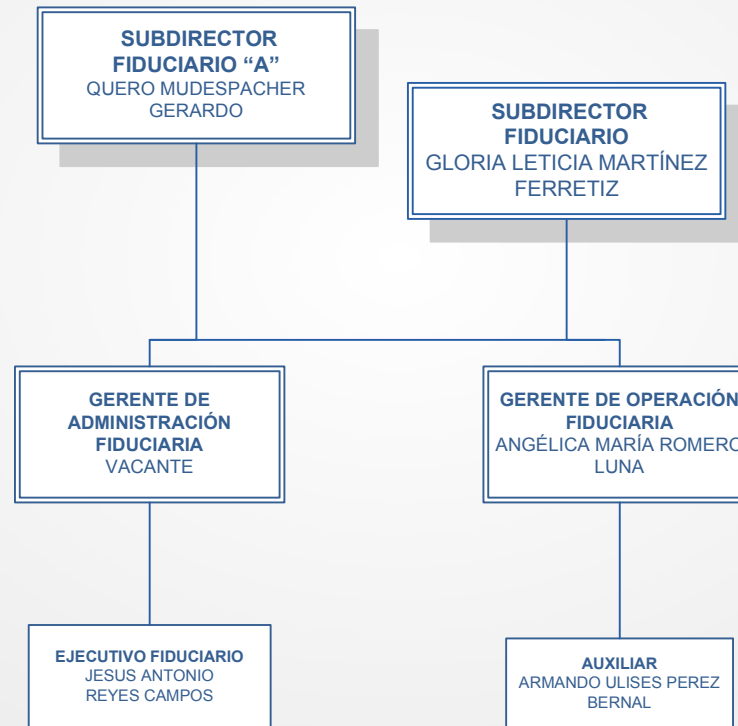 SUBDIRECTOR
FIDUCIARIO “A”
QUERO MUDESPACHER
GERARDO
SUBDIRECTOR
FIDUCIARIO
GLORIA LETICIA MARTÍNEZ
FERRETIZ
GERENTE DE
ADMINISTRACIÓN
FIDUCIARIA
VACANTE
GERENTE DE OPERACIÓN
FIDUCIARIA
ANGÉLICA MARÍA ROMERO
LUNA
EJECUTIVO FIDUCIARIO
JESUS ANTONIO
REYES CAMPOS
AUXILIAR
ARMANDO ULISES PEREZ
BERNAL